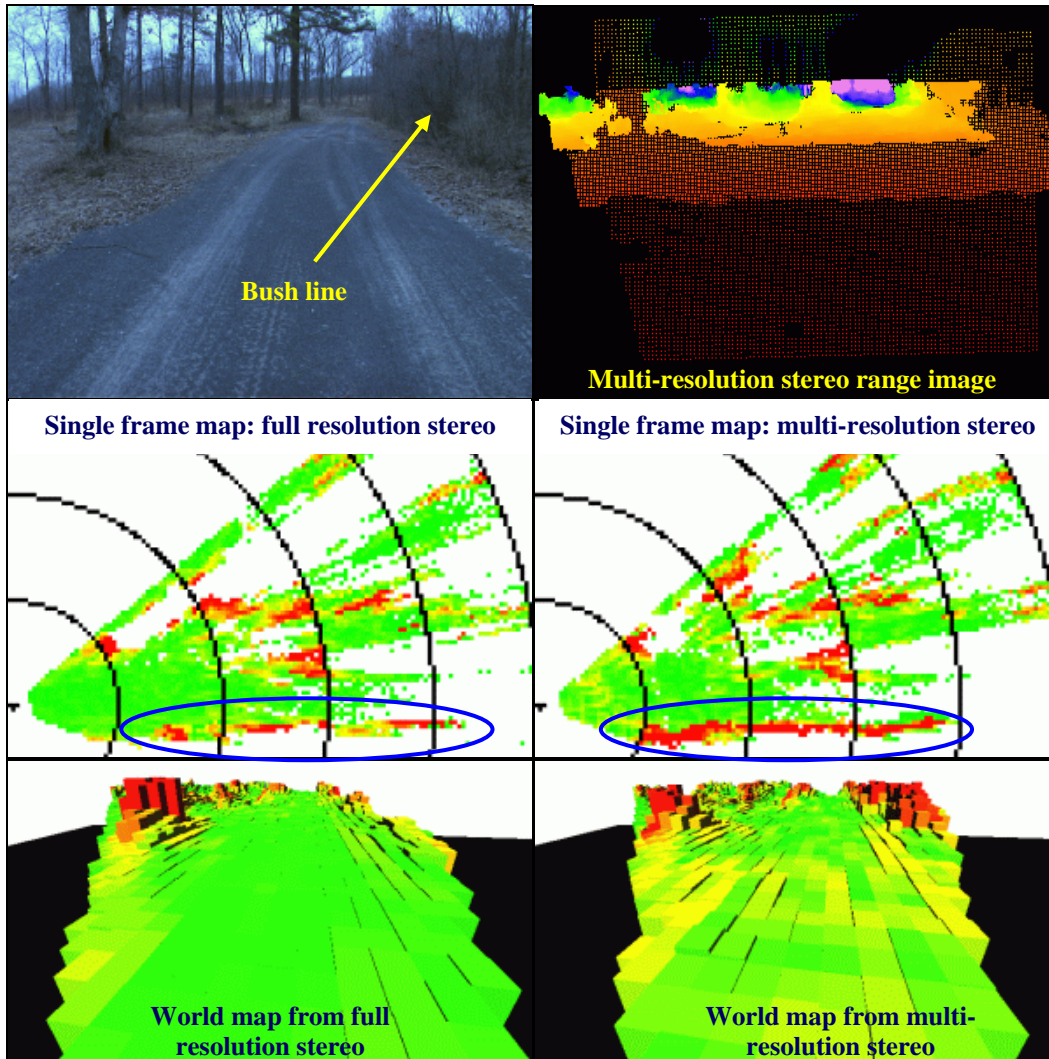 Bush line
Multi-resolution stereo range image
Single frame map: full resolution stereo
Single frame map: multi-resolution stereo
World map from full
resolution stereo
World map from multi-
resolution stereo